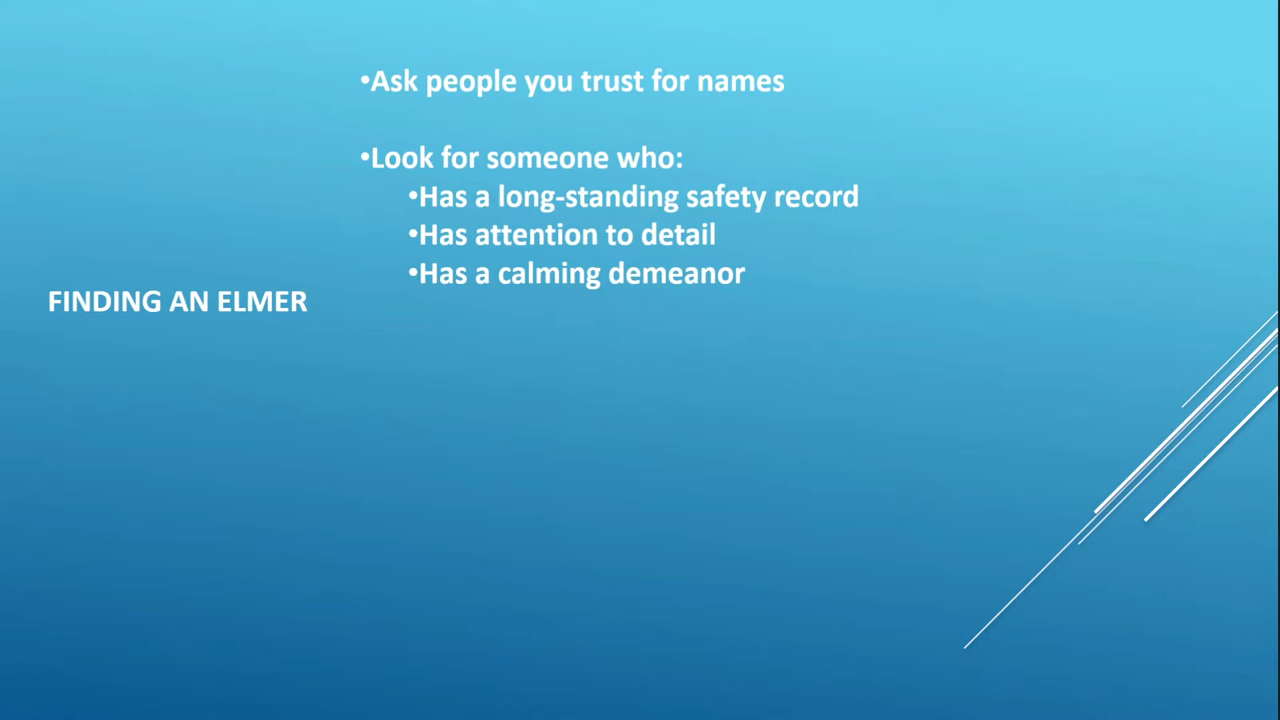 •Ask people you trust for names
•Look for someone who:
•Has a long-standing safety record
•Has attention to detail
•Has a calming demeanor
FINDING AN ELMER